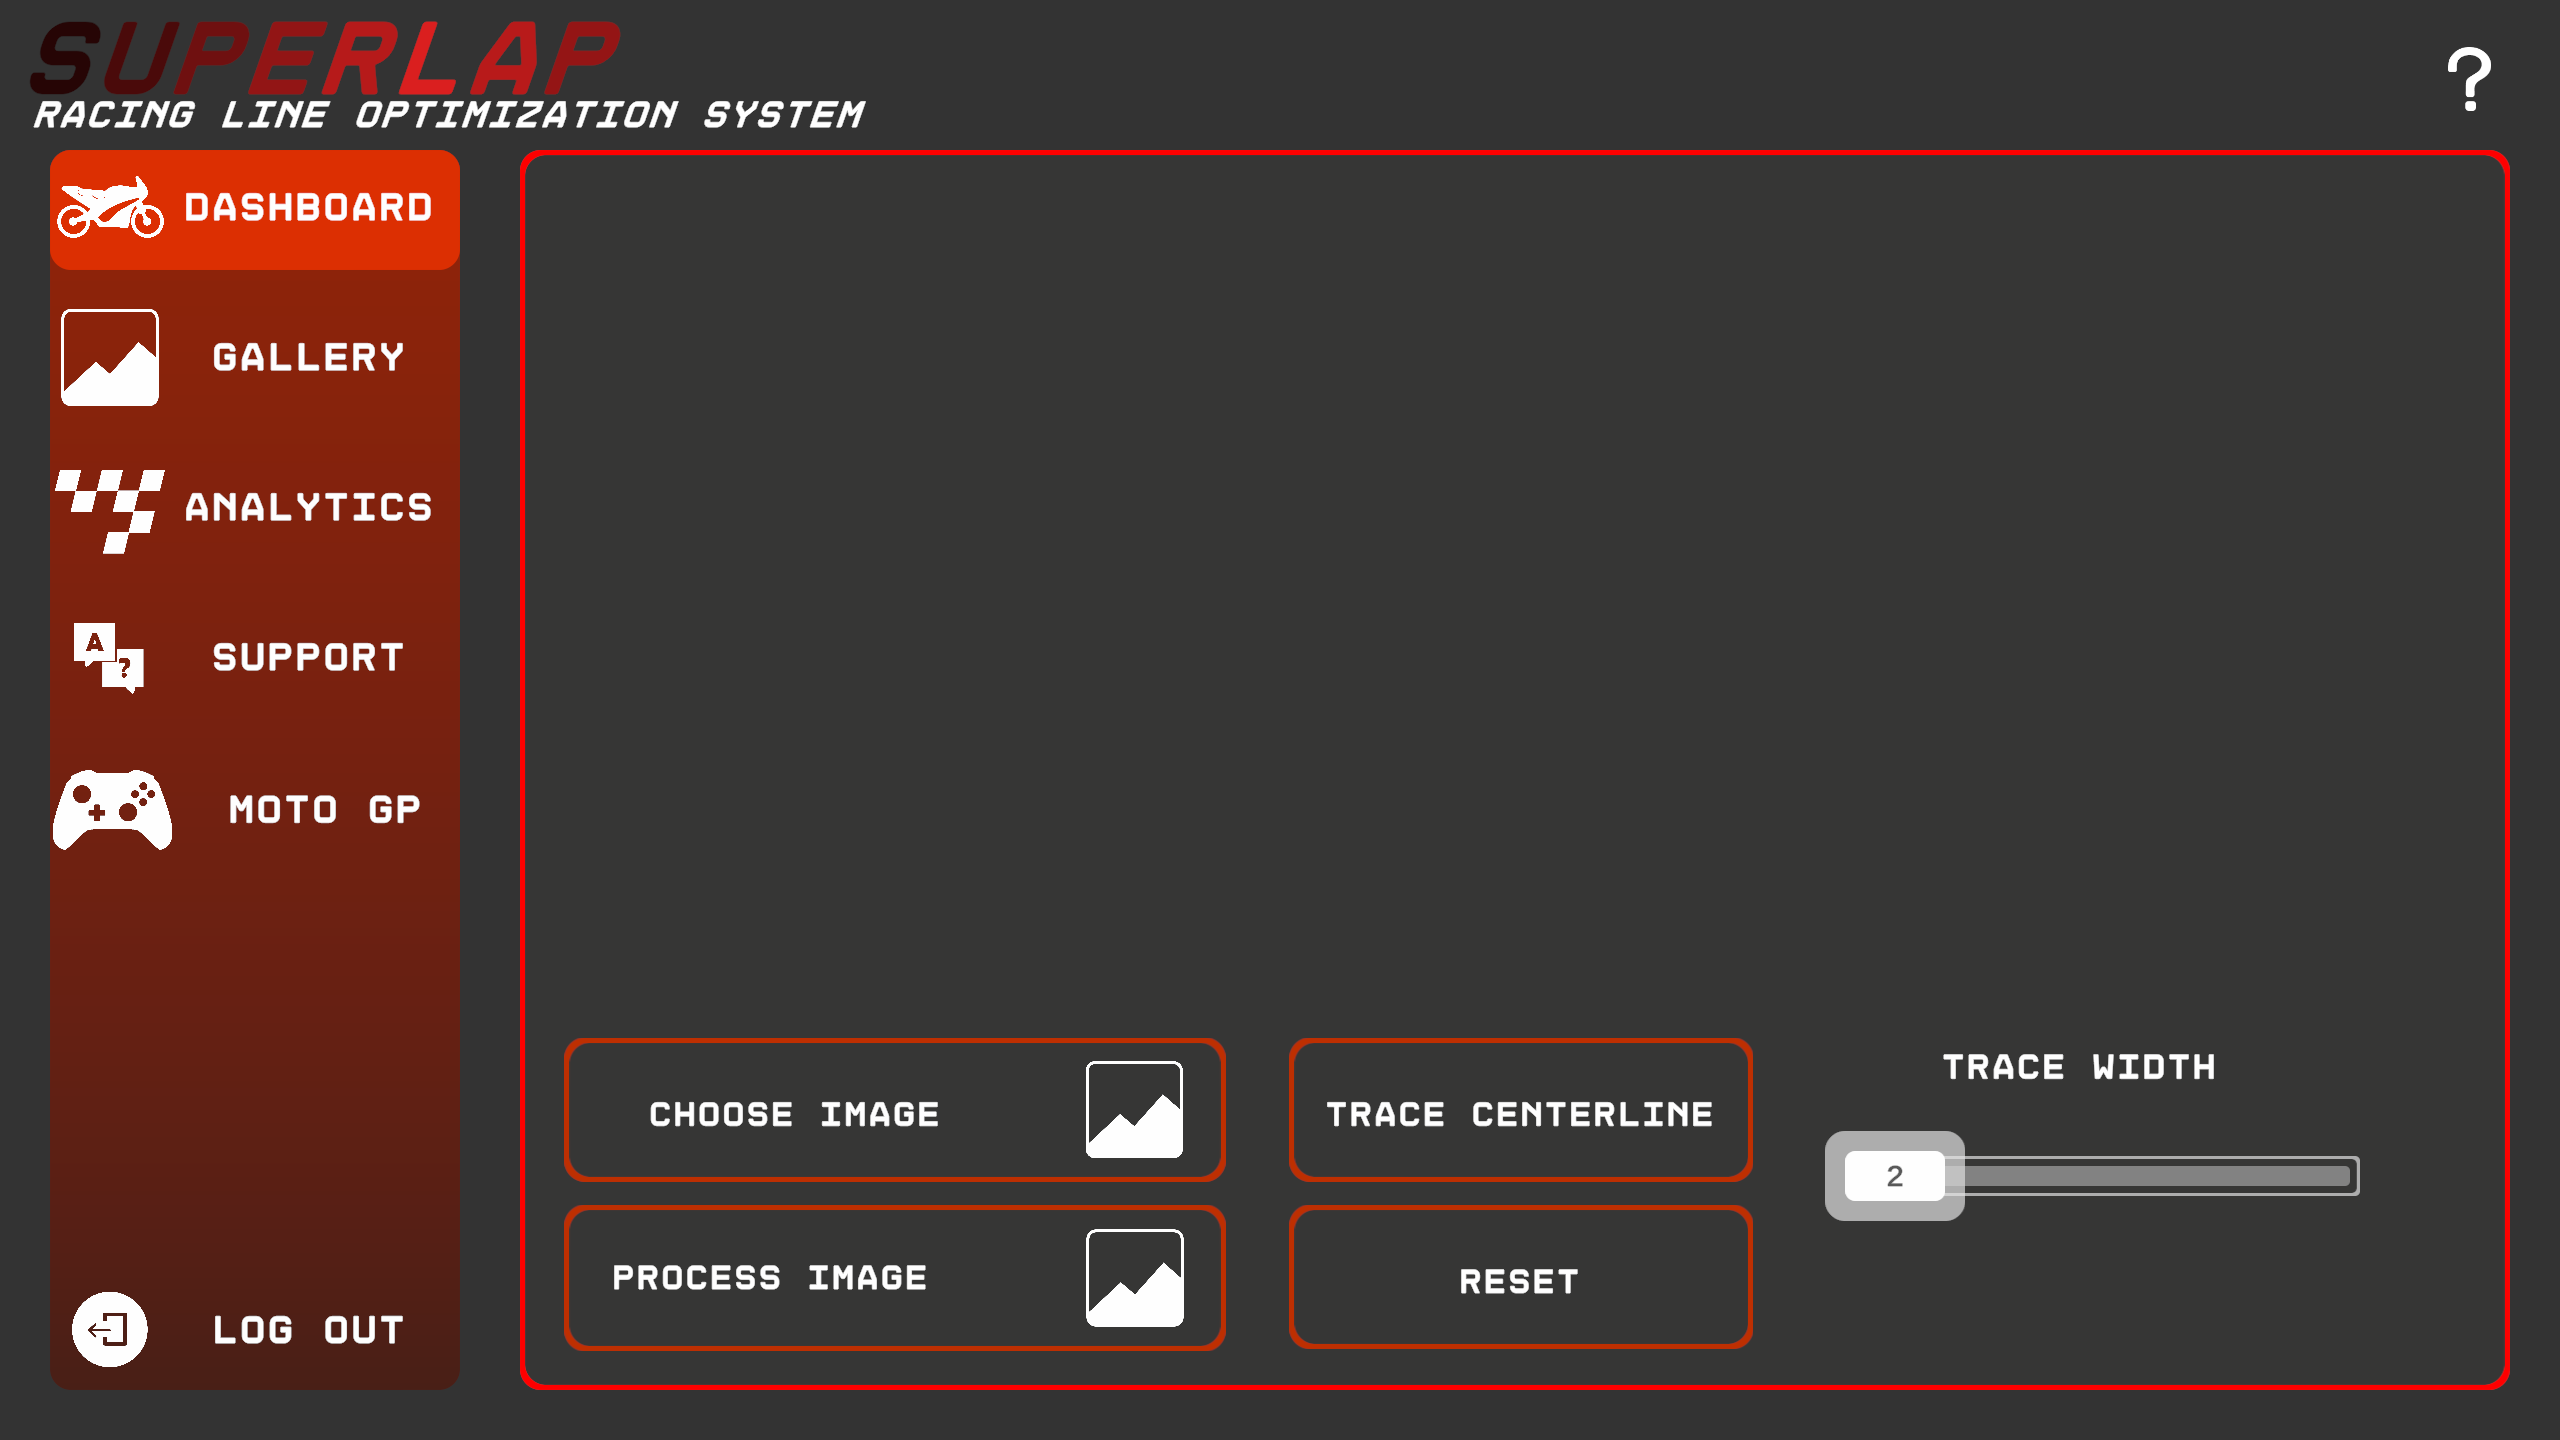 SUPERLAP
RACING LINE OPTIMIZATION SYSTEM
?
DASHBOARD
GALLERY
ANALYTICS
A
?
SUPPORT
MOTO GP
LOG OUT
CHOOSE IMAGE
TRACE CENTERLINE
TRACE WIDTH
2
PROCESS IMAGE
RESET